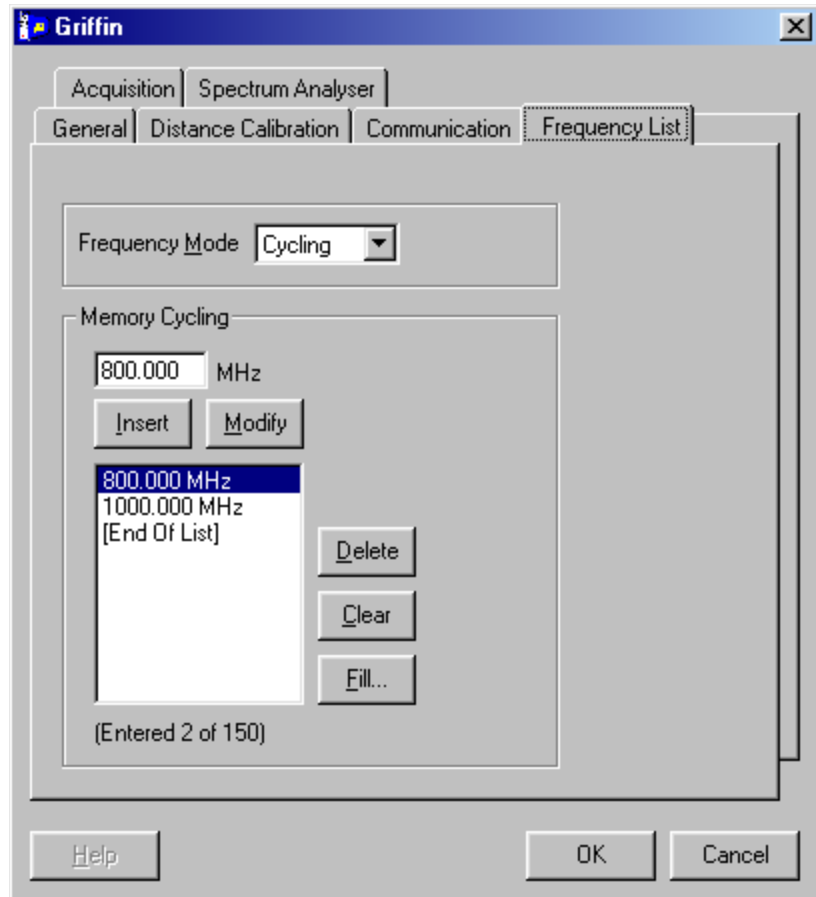 Griffin
Acquisition Spectrum Analyser
General Distance Calibration Communication Frequency List
Frequency Mode Cycling
Memory Cycling
800.000 MHz
Insert Modify
800.000 MHz
1000.000 MHz
[End Of List]
Delete
Clear
Fill...
(Entered 2 of 150)
Help OK Cancel